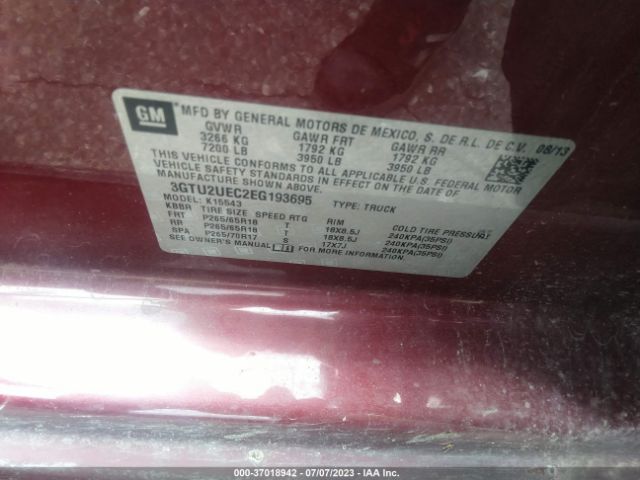 GM
MFD BY GENERAL MOTORS DE MEXICO, S. DE R.L. DE C.V. 08/13
GVWR GAWR FRT GAWR RR
3266 KG 1792 KG 1792 KG
7200 LB 3950 LB 3950 LB
THIS VEHICLE CONFORMS TO ALL APPLICABLE U.S. FEDERAL
VEHICLE SAFETY STANDARDS IN EFFECT ON THE DATE OF
MANUFACTURE SHOWN ABOVE.
3GTU2UEC2EG193695 TYPE: TRUCK
MODEL: K15543
KBBR TIRE SIZE SPEED RTG RIM COLD TIRE PRESSURE
FRT P265/65R18 T 18X8.5J 240KPA(35PSI)
RR P265/65R18 T 18X8.5J 240KPA(35PSI)
SPA P255/70R17 S 17X7J 240KPA(35PSI)
SEE OWNER'S MANUAL FOR MORE INFORMATION.
000-37018942 - 07/07/2023 - IAA Inc.